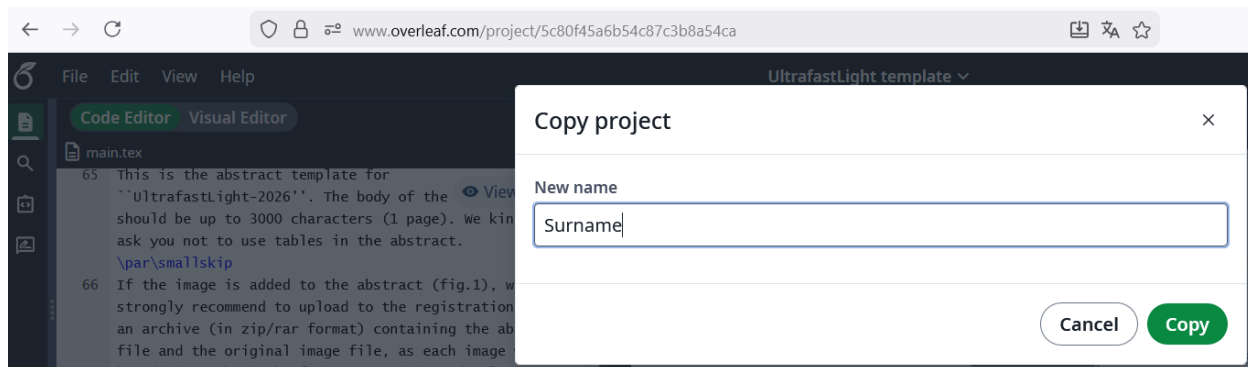 www.overleaf.com/project/5c80f45a6b54c87c3b8a54ca
File Edit View Help
UltrafastLight template
Code Editor Visual Editor
main.tex
65 This is the abstract template for
``UltrafastLight-2026''. The body of the
View
should be up to 3000 characters (1 page). We kin
ask you not to use tables in the abstract.
\par\smallskip
66 If the image is added to the abstract (fig.1), w
strongly recommend to upload to the registration
an archive (in zip/rar format) containing the ab
file and the original image file, as each image
Copy project
New name
Surname
Cancel Copy